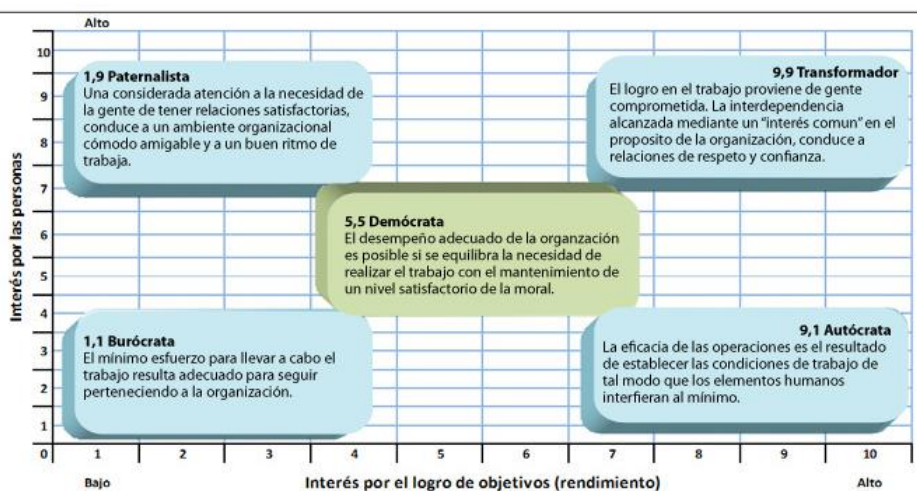 Alto
Interés por las personas
10
9
8
7
6
5
4
3
2
1
0
1,9 Paternalista
Una considerada atención a la necesidad de
la gente de tener relaciones satisfactorias,
conduce a un ambiente organizacional
cómodo amigable y a un buen ritmo de
trabaja.
9,9 Transformador
El logro en el trabajo proviene de gente
comprometida. La interdependencia
alcanzada mediante un “interés comun” en el
proposito de la organización, conduce a
relaciones de respeto y confianza.
5,5 Demócrata
El desempeño adecuado de la organzación
es posible si se equilibra la necesidad de
realizar el trabajo con el mantenimiento de
un nivel satisfactorio de la moral.
1,1 Burócrata
El mínimo esfuerzo para llevar a cabo el
trabajo resulta adecuado para seguir
perteneciendo a la organización.
9,1 Autócrata
La eficacia de las operaciones es el resultado
de establecer las condiciones de trabajo de
tal modo que los elementos humanos
interfieran al mínimo.
1 2 3 4 5 6 7 8 9 10
Bajo Interés por el logro de objetivos (rendimiento) Alto